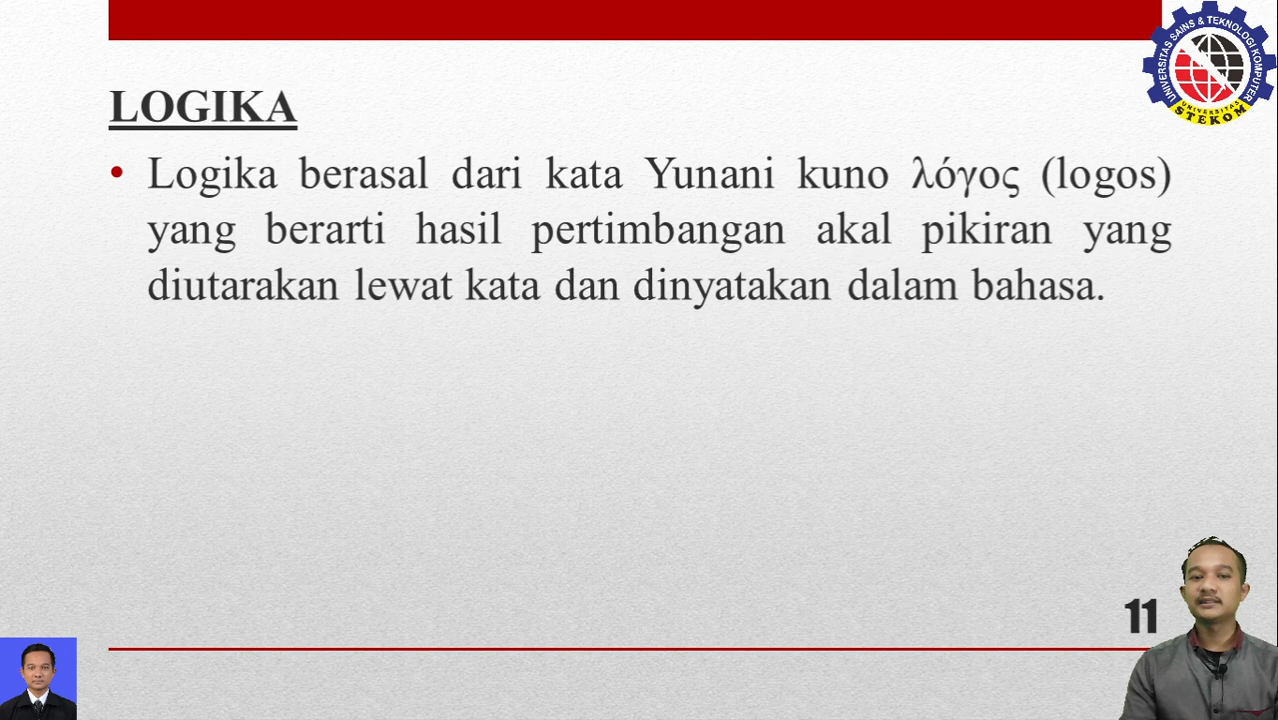 UNIVERSITAS SAINS & TEKNOLOGI KOMPUTER
UNIVERSITAS
STEKOM
LOGIKA
• Logika berasal dari kata Yunani kuno λόγος (logos)
yang berarti hasil pertimbangan akal pikiran yang
diutarakan lewat kata dan dinyatakan dalam bahasa.
11